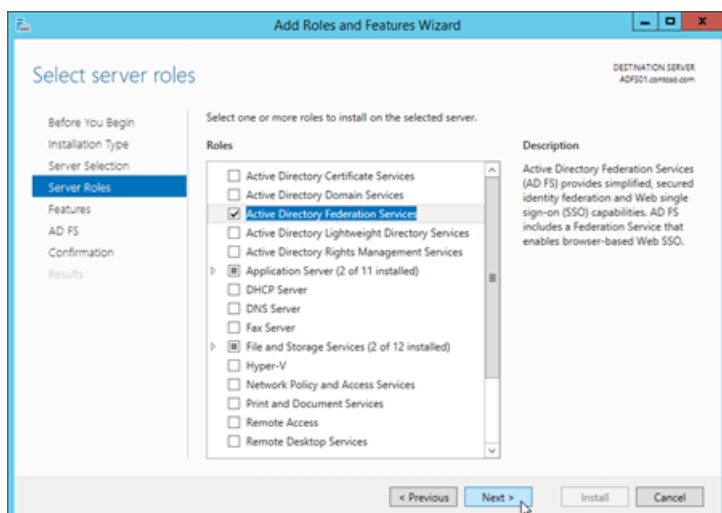 Add Roles and Features Wizard
Select server roles
DESTINATION SERVER
ADFS01.contoso.com
Before You Begin
Installation Type
Server Selection
Server Roles
Features
AD FS
Confirmation
Results
Select one or more roles to install on the selected server.
Roles
Active Directory Certificate Services
Active Directory Domain Services
Active Directory Federation Services
Active Directory Lightweight Directory Services
Active Directory Rights Management Services
Application Server (2 of 11 installed)
DHCP Server
DNS Server
Fax Server
File and Storage Services (2 of 12 installed)
Hyper-V
Network Policy and Access Services
Print and Document Services
Remote Access
Remote Desktop Services
Description
Active Directory Federation Services
(AD FS) provides simplified, secured
identity federation and Web single
sign-on (SSO) capabilities. AD FS
includes a Federation Service that
enables browser-based Web SSO.
< Previous
Next >
Install
Cancel